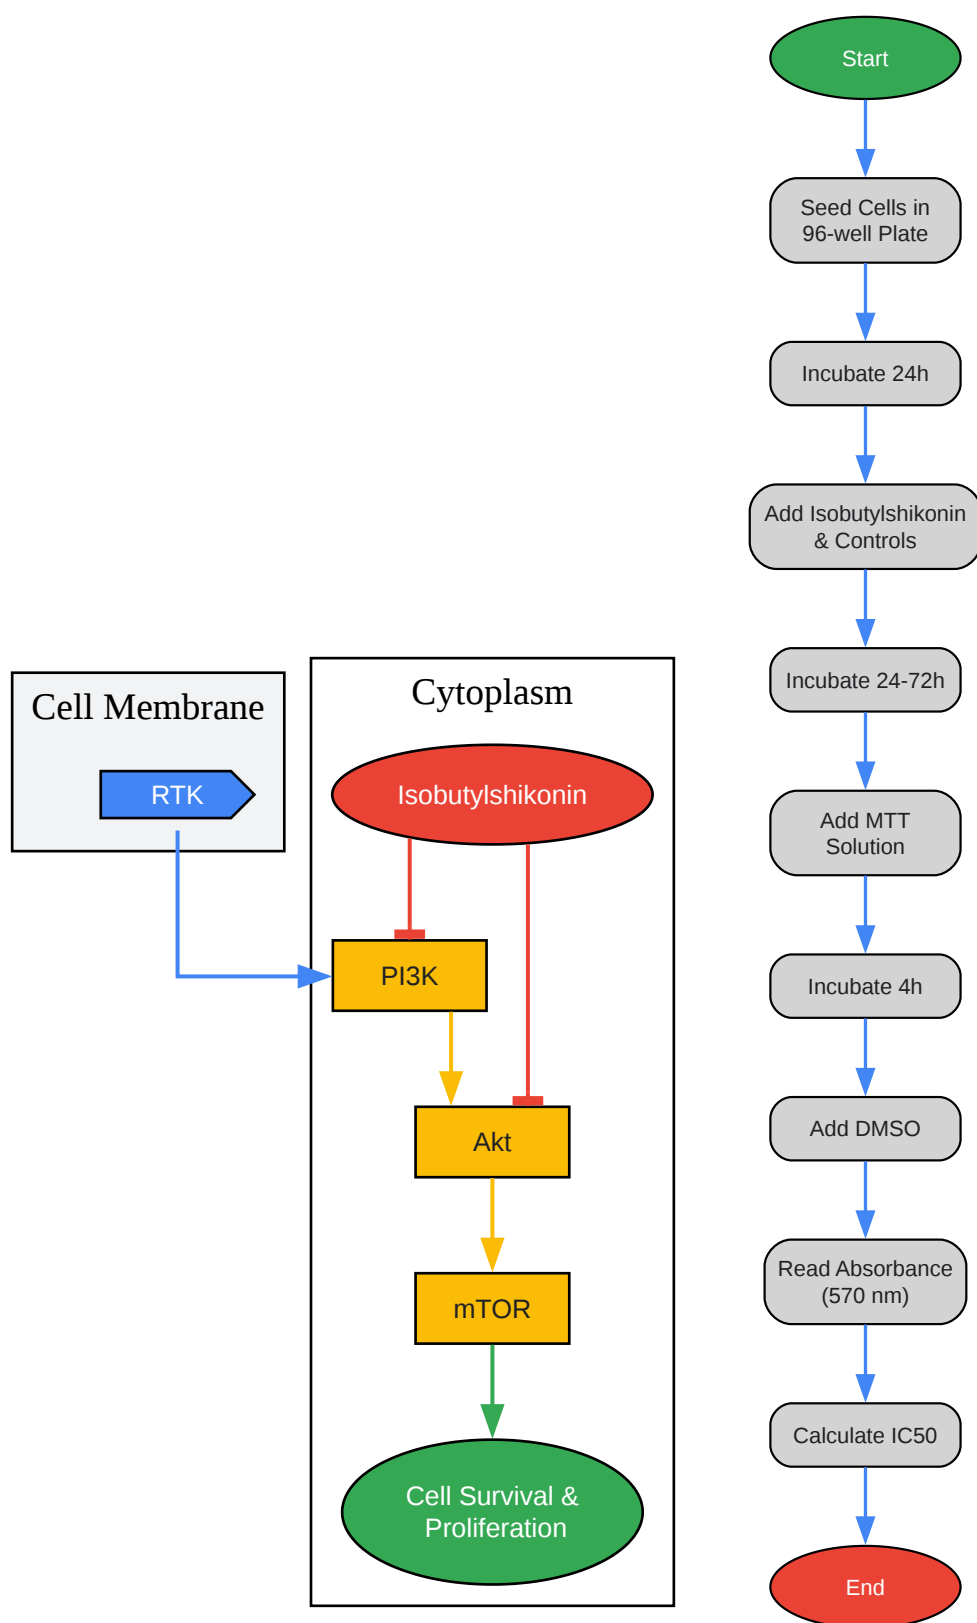 Cell Membrane
RTK
Cytoplasm
Isobutylshikonin
PI3K
Akt
mTOR
Cell Survival &
Proliferation
Start
Seed Cells in
96-well Plate
Incubate 24h
Add Isobutylshikonin
& Controls
Incubate 24-72h
Add MTT
Solution
Incubate 4h
Add DMSO
Read Absorbance
(570 nm)
Calculate IC50
End